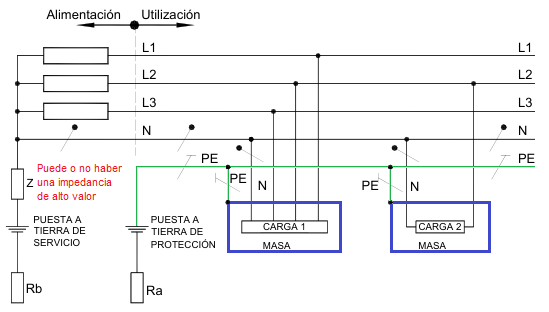 Alimentación
Utilización
L1
L1
L2
L2
L3
L3
N
N
PE
PE
Puede o no haber
una impedancia
de alto valor
Z
PE
N
PE
N
PUESTA A
TIERRA DE
SERVICIO
PUESTA A
TIERRA DE
PROTECCIÓN
CARGA 1
MASA
CARGA 2
MASA
Rb
Ra